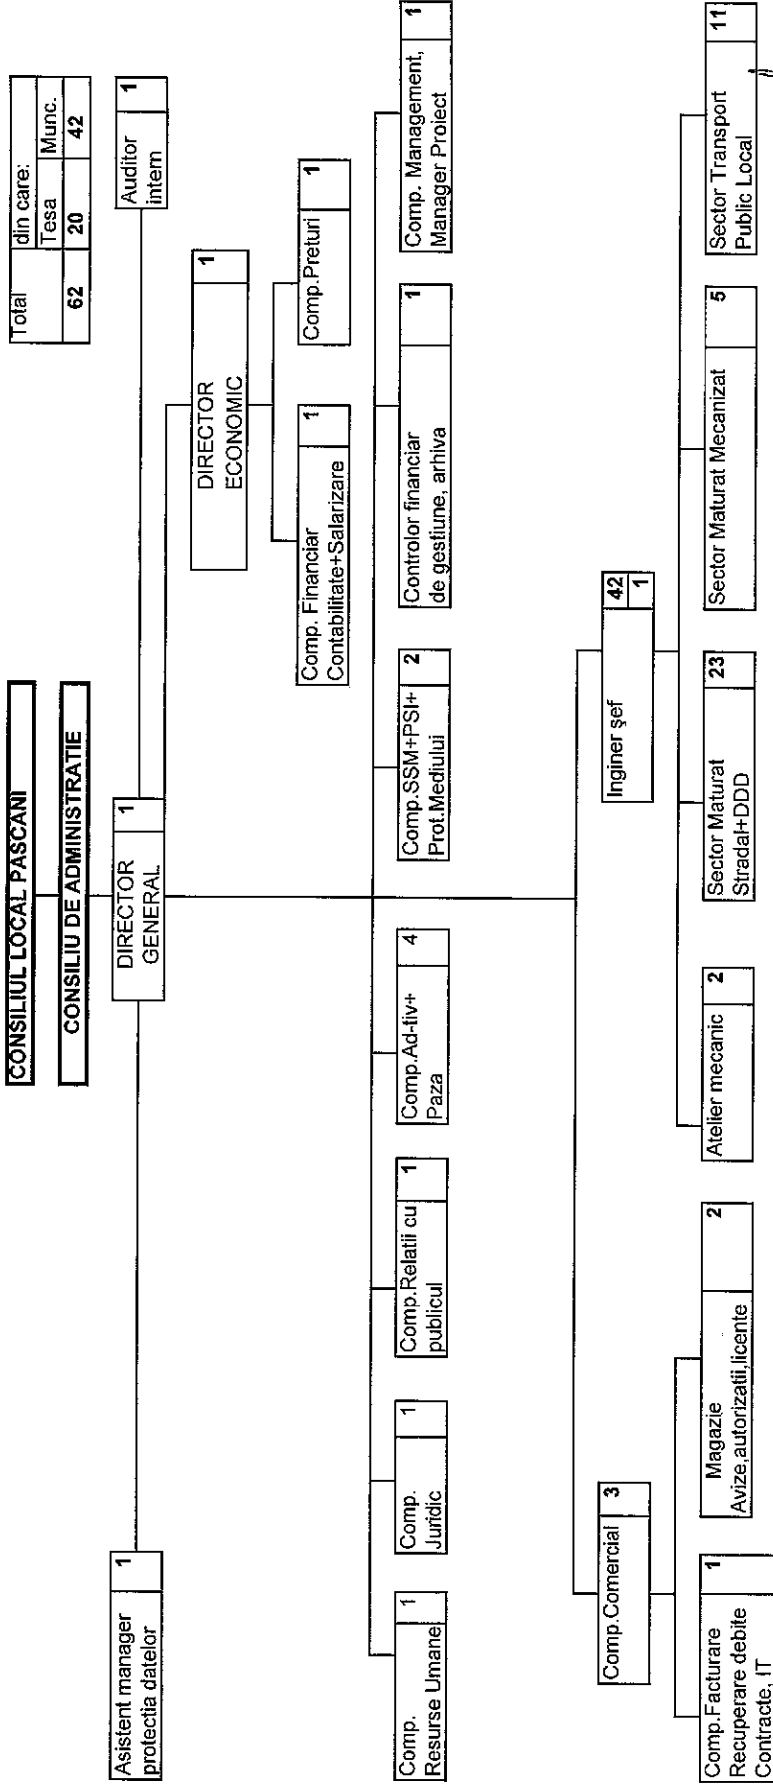 CONSILIUL LOCAL PASCANI
CONSILIU DE ADMINISTRATIE
Total
din care:
Tesa
Munc.
62
20
42
Asistent manager
protectia datelor
1
DIRECTOR
GENERAL
1
Auditor
intern
1
DIRECTOR
ECONOMIC
1
Comp. Financiar
Contabilitate+Salarizare
1
Comp.Preturi
1
Comp.
Resurse Umane
1
Comp.
Juridic
1
Comp.Relatii cu
publicul
1
Comp.Ad-tiv+
Paza
4
Comp.SSM+PSI+
Prot.Mediului
2
Controlor financiar
de gestiune, arhiva
1
Comp. Management,
Manager Proiect
1
Comp.Comercial
3
Inginer şef
42
1
Comp.Facturare
Recuperare debite
Contracte, IT
1
Magazie
Avize,autorizatii,licente
2
Atelier mecanic
2
Sector Maturat
Stradal+DDD
23
Sector Maturat Mecanizat
5
Sector Transport
Public Local
11